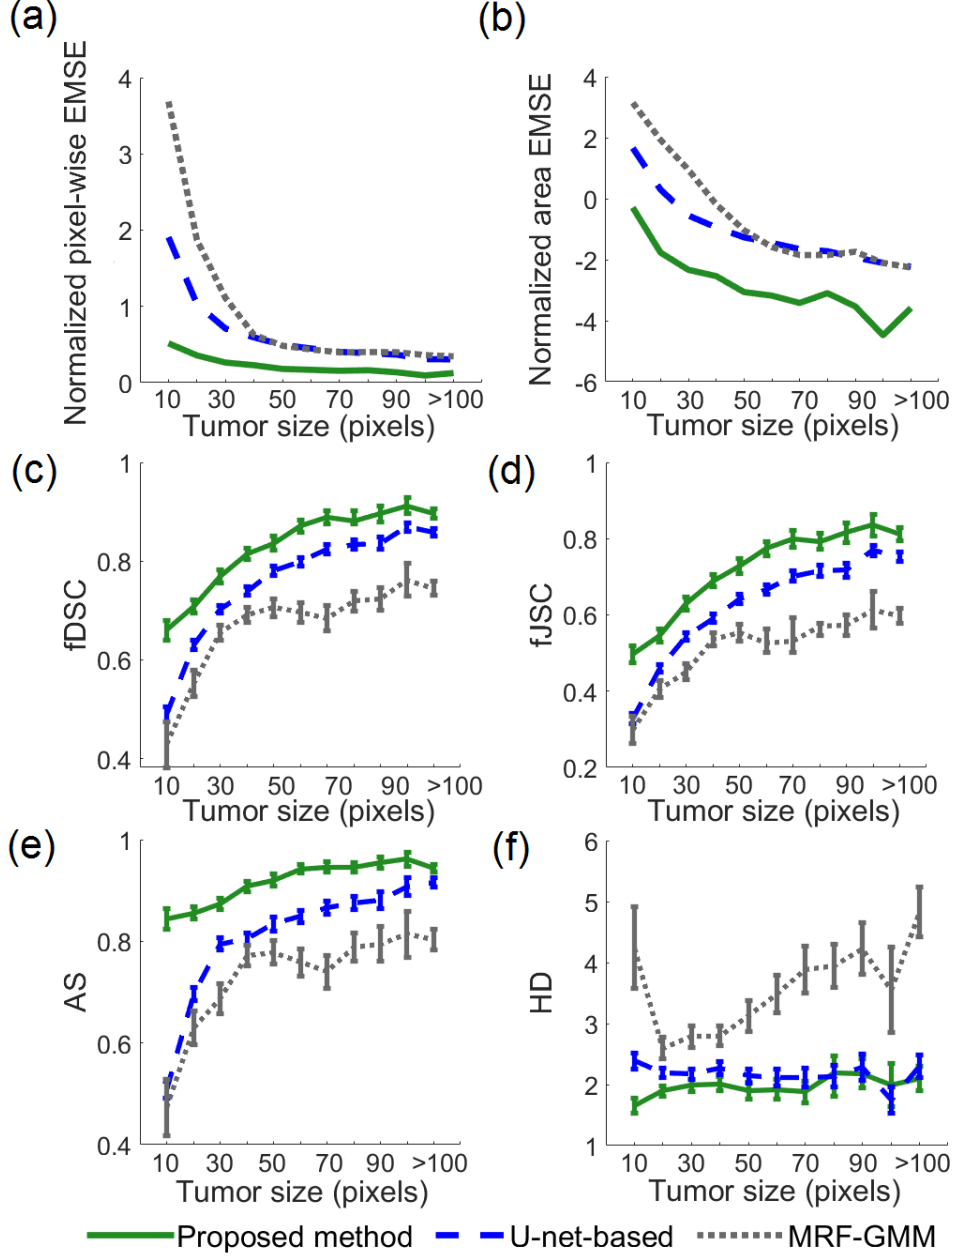 (a)
Normalized pixel-wise EMSE
4
3
2
1
0
10 30 50 70 90 >100
Tumor size (pixels)
(b)
Normalized area EMSE
4
2
0
-2
-4
-6
10 30 50 70 90 >100
Tumor size (pixels)
(c)
fDSC
1
0.8
0.6
0.4
10 30 50 70 90 >100
Tumor size (pixels)
(d)
fJSC
1
0.8
0.6
0.4
0.2
10 30 50 70 90 >100
Tumor size (pixels)
(e)
AS
1
0.8
0.6
0.4
10 30 50 70 90 >100
Tumor size (pixels)
(f)
HD
6
5
4
3
2
1
10 30 50 70 90 >100
Tumor size (pixels)
Proposed method U-net-based MRF-GMM